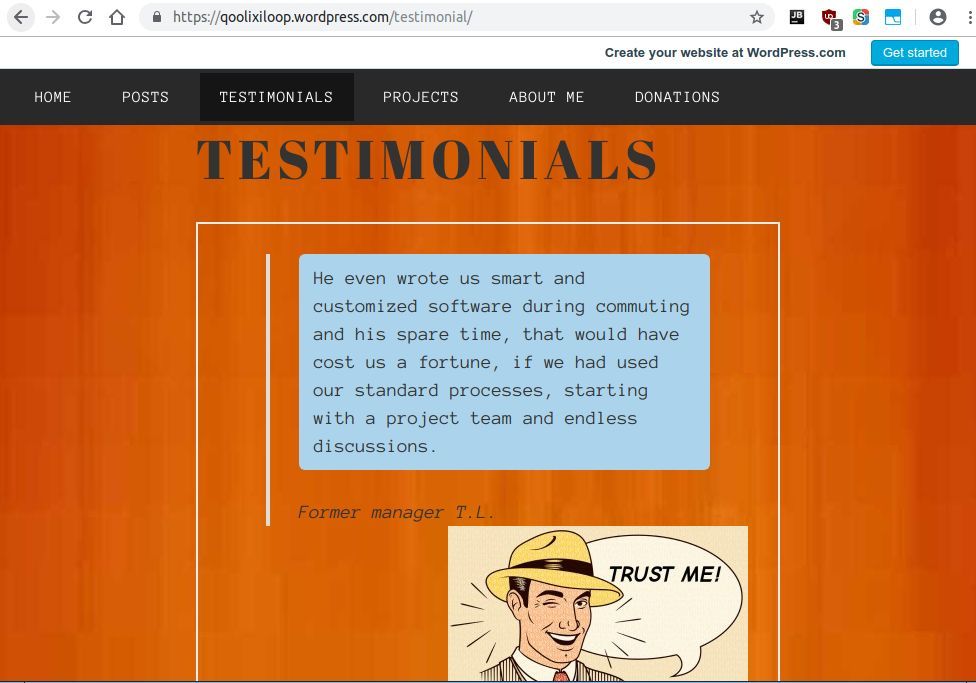 https://qoolixiloop.wordpress.com/testimonial/
JB
3
S
Create your website at WordPress.com
Get started
HOME POSTS TESTIMONIALS PROJECTS ABOUT ME DONATIONS
TESTIMONIALS
He even wrote us smart and
customized software during commuting
and his spare time, that would have
cost us a fortune, if we had used
our standard processes, starting
with a project team and endless
discussions.
Former manager T.L.
TRUST ME!